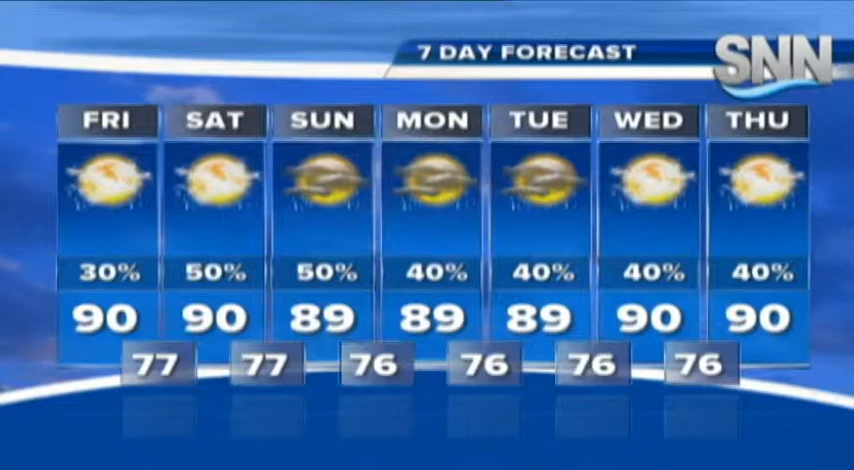 7 DAY FORECAST
SNN
FRI SAT SUN MON TUE WED THU
30% 50% 50% 40% 40% 40% 40%
90 90 89 89 89 90 90
77 77 76 76 76 76